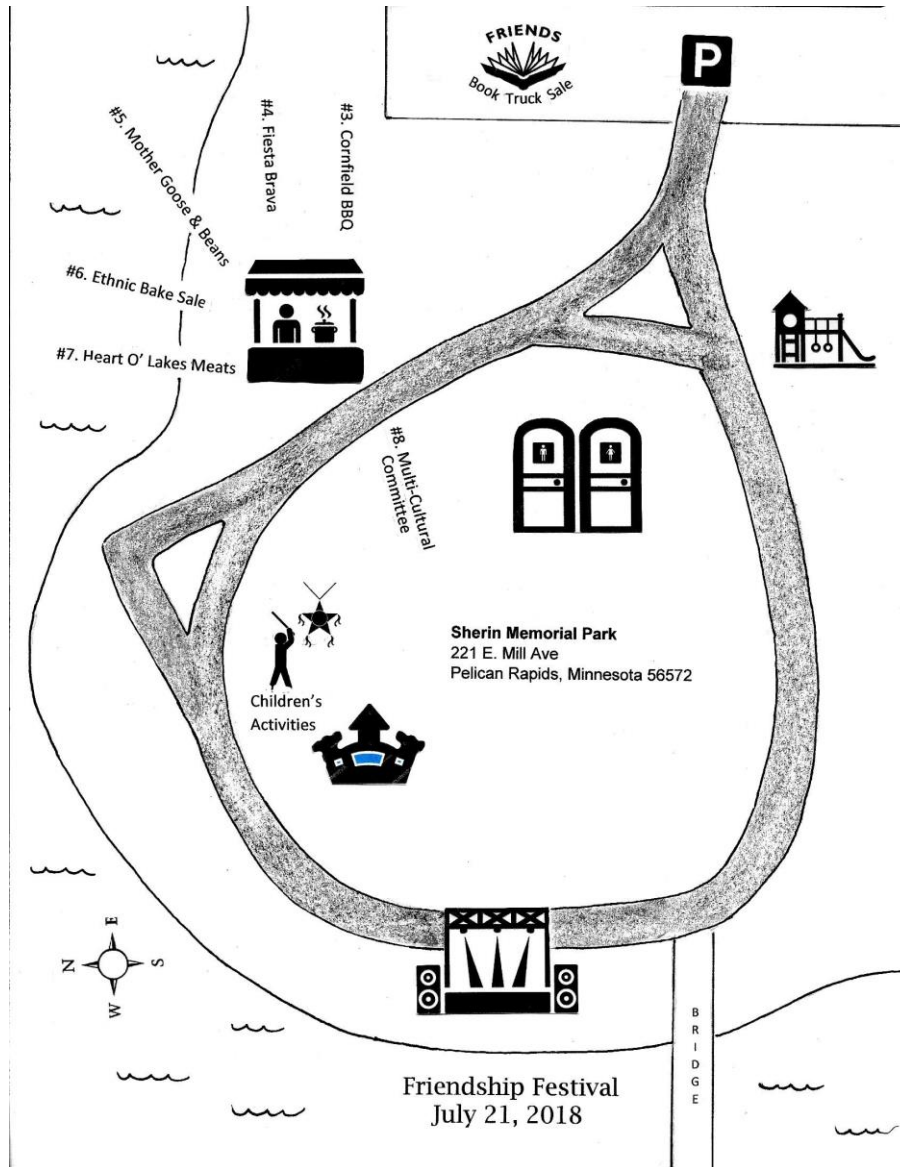 FRIENDS
Book Truck Sale
P
#3. Cornfield BBQ
#4. Fiesta Brava
#5. Mother Goose & Beans
#6. Ethnic Bake Sale
#7. Heart O' Lakes Meats
#8. Multi-Cultural
Committee
Sherin Memorial Park
221 E. Mill Ave
Pelican Rapids, Minnesota 56572
Children's
Activities
E
N
S
W
BRIDGE
Friendship Festival
July 21, 2018